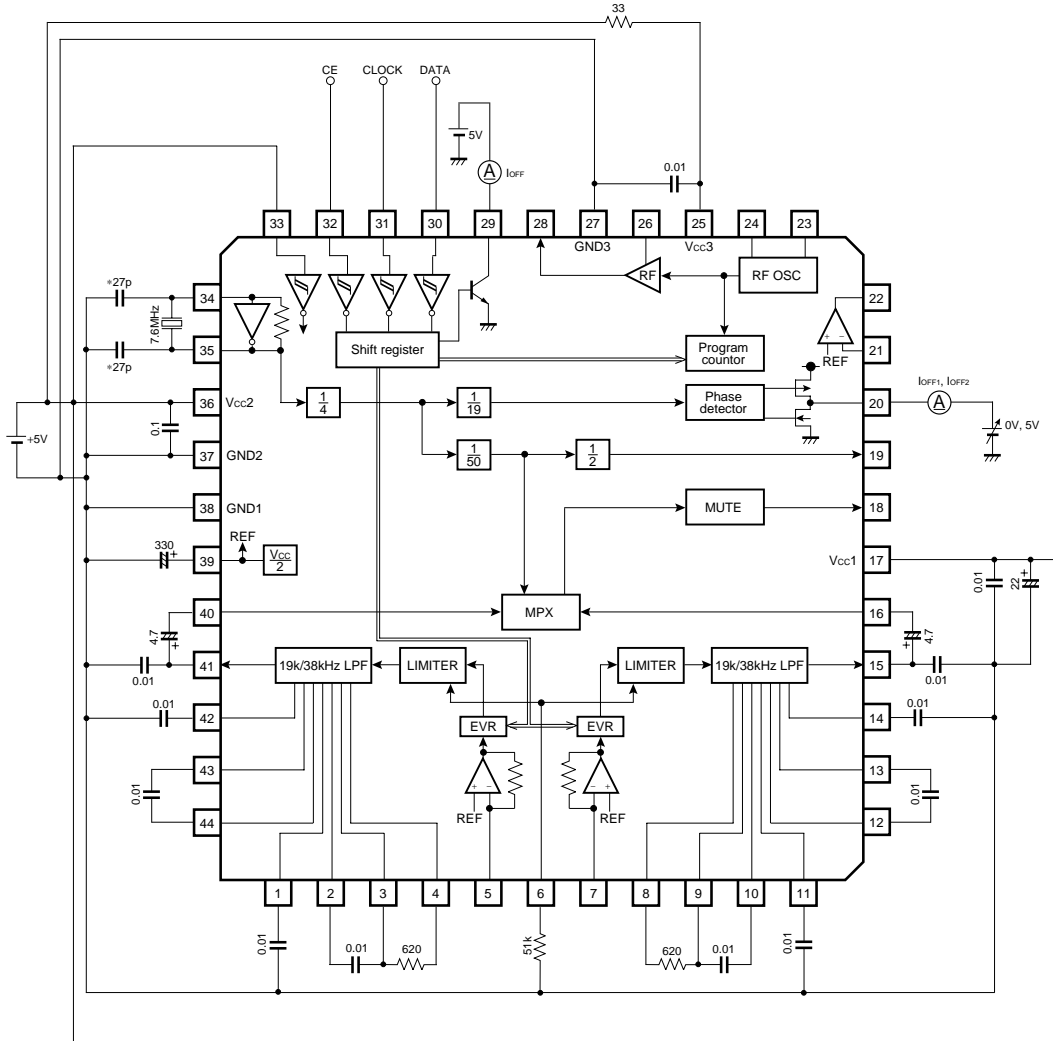 33
CE CLOCK DATA
5V
A IOFF
0.01
33 32 31 30 29 28 27 26 25 24 23
GND3 VCC3
*27p
34
7.6MHz
35
*27p
RF
RF OSC
22
21
REF
Shift register
Program countor
+5V
36 VCC2
0.1
37 GND2
38 GND1
1/4
1/19
Phase detector
20
IOFF1, IOFF2
A
0V, 5V
1/50
1/2
19
MUTE
18
330 +
39
REF
VCC/2
VCC1 17
0.01
22 +
40
MPX
16
4.7 +
4.7 +
41
0.01
19k/38kHz LPF
LIMITER
LIMITER
19k/38kHz LPF
15
0.01
0.01
42
EVR
EVR
14
0.01
43
0.01
44
+ −
REF
− +
REF
13
0.01
12
1 2 3 4 5 6 7 8 9 10 11
0.01
0.01
620
51k
620
0.01
0.01